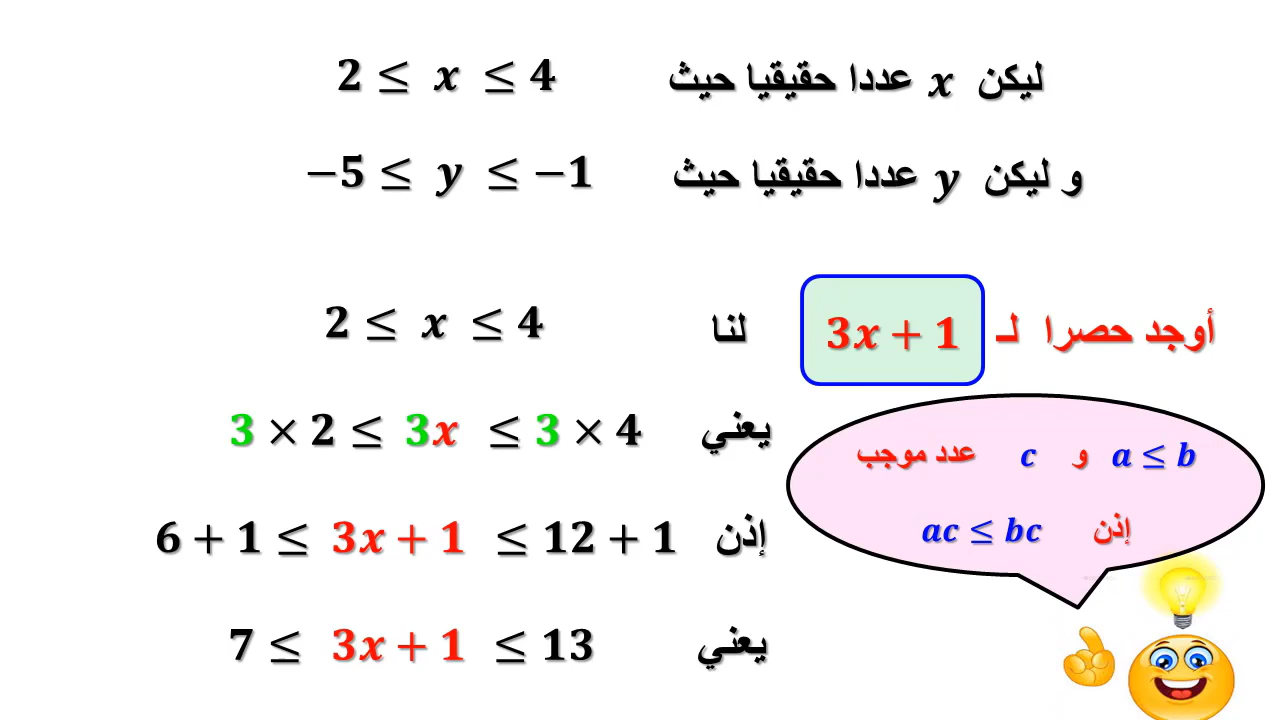 ليكن x عددا حقيقيا حيث 2 ≤ x ≤ 4
و ليكن y عددا حقيقيا حيث −5 ≤ y ≤ −1
أوجد حصرا لـ 3x + 1
لنا 2 ≤ x ≤ 4
يعني 3 × 2 ≤ 3x ≤ 3 × 4
a ≤ b و c عدد موجب
إذن ac ≤ bc
إذن 6 + 1 ≤ 3x + 1 ≤ 12 + 1
يعني 7 ≤ 3x + 1 ≤ 13